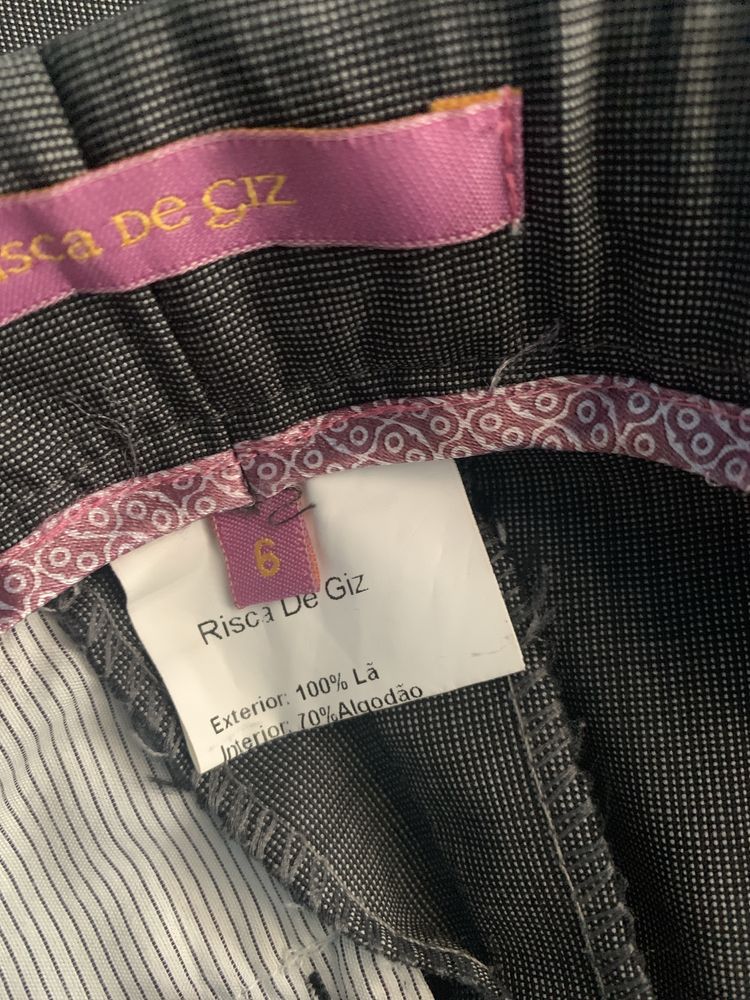 isca De Giz
6
Risca De Giz
Exterior: 100% Lã
Interior: 70%Algodão